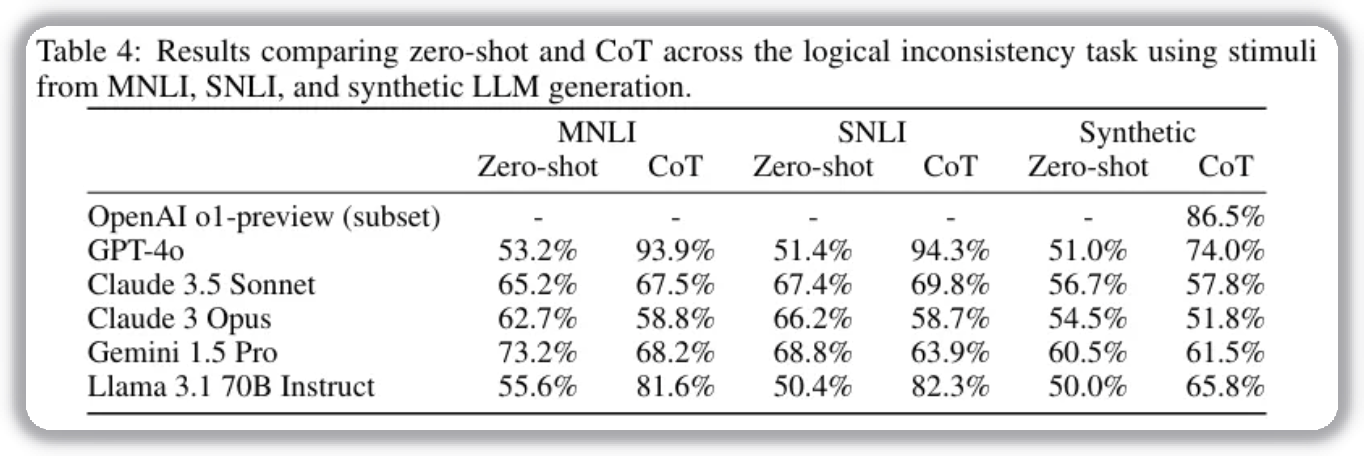 Table 4: Results comparing zero-shot and CoT across the logical inconsistency task using stimuli
from MNLI, SNLI, and synthetic LLM generation.
MNLI SNLI Synthetic
Zero-shot CoT Zero-shot CoT Zero-shot CoT
OpenAI o1-preview (subset) - - - - - 86.5%
GPT-4o 53.2% 93.9% 51.4% 94.3% 51.0% 74.0%
Claude 3.5 Sonnet 65.2% 67.5% 67.4% 69.8% 56.7% 57.8%
Claude 3 Opus 62.7% 58.8% 66.2% 58.7% 54.5% 51.8%
Gemini 1.5 Pro 73.2% 68.2% 68.8% 63.9% 60.5% 61.5%
Llama 3.1 70B Instruct 55.6% 81.6% 50.4% 82.3% 50.0% 65.8%